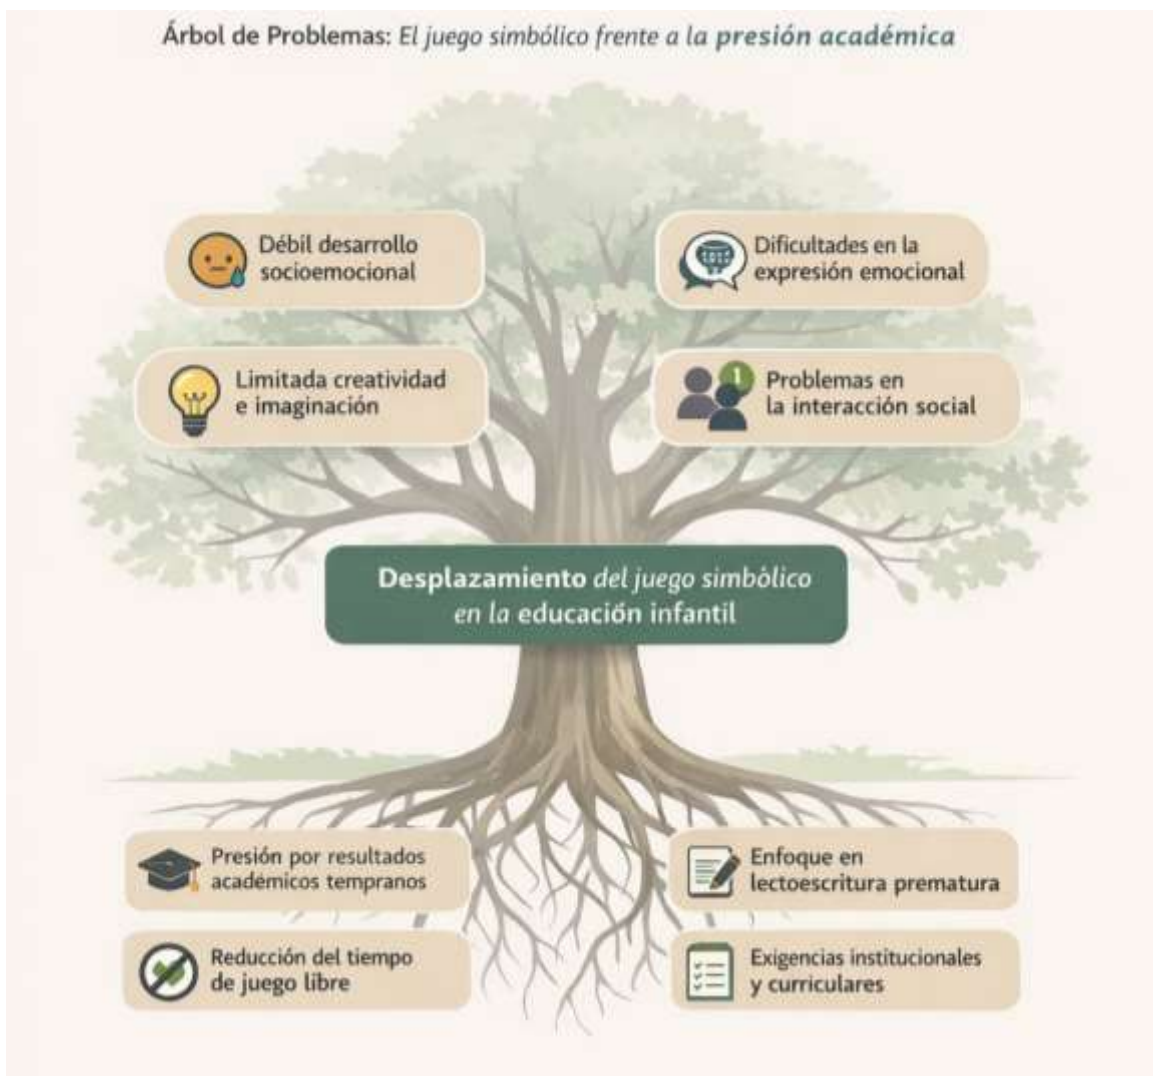 Árbol de Problemas: El juego simbólico frente a la presión académica
Débil desarrollo
socioemocional
Dificultades en la
expresión emocional
Limitada creatividad
e imaginación
1
Problemas en
la interacción social
Desplazamiento del juego simbòlico
en la educación infantil
Presión por resultados
académicos tempranos
Enfoque en
lectoescritura prematura
Reducción del tiempo
de juego libre
Exigencias institucionales
y curriculares